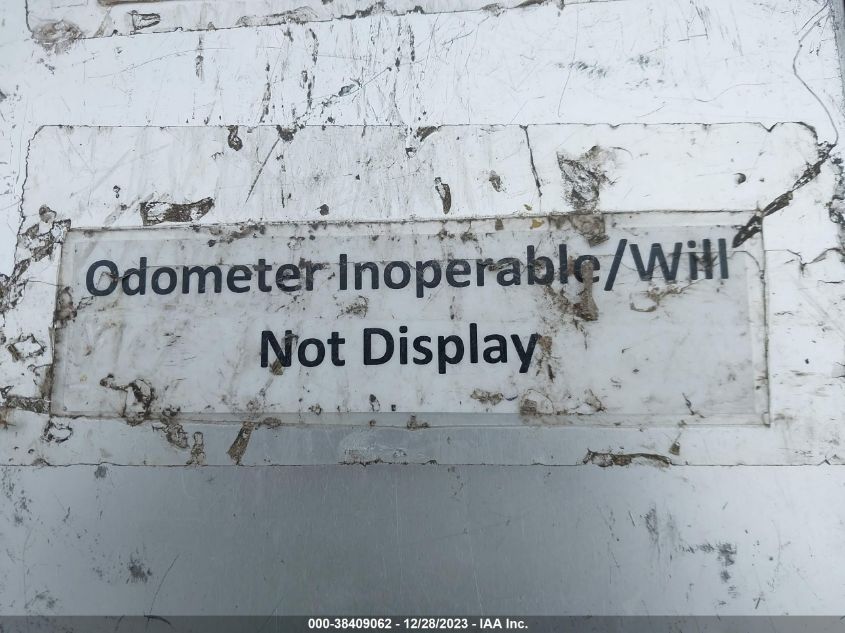 Odometer Inoperable/Will
Not Display
000-38409062 - 12/28/2023 - IAA Inc.